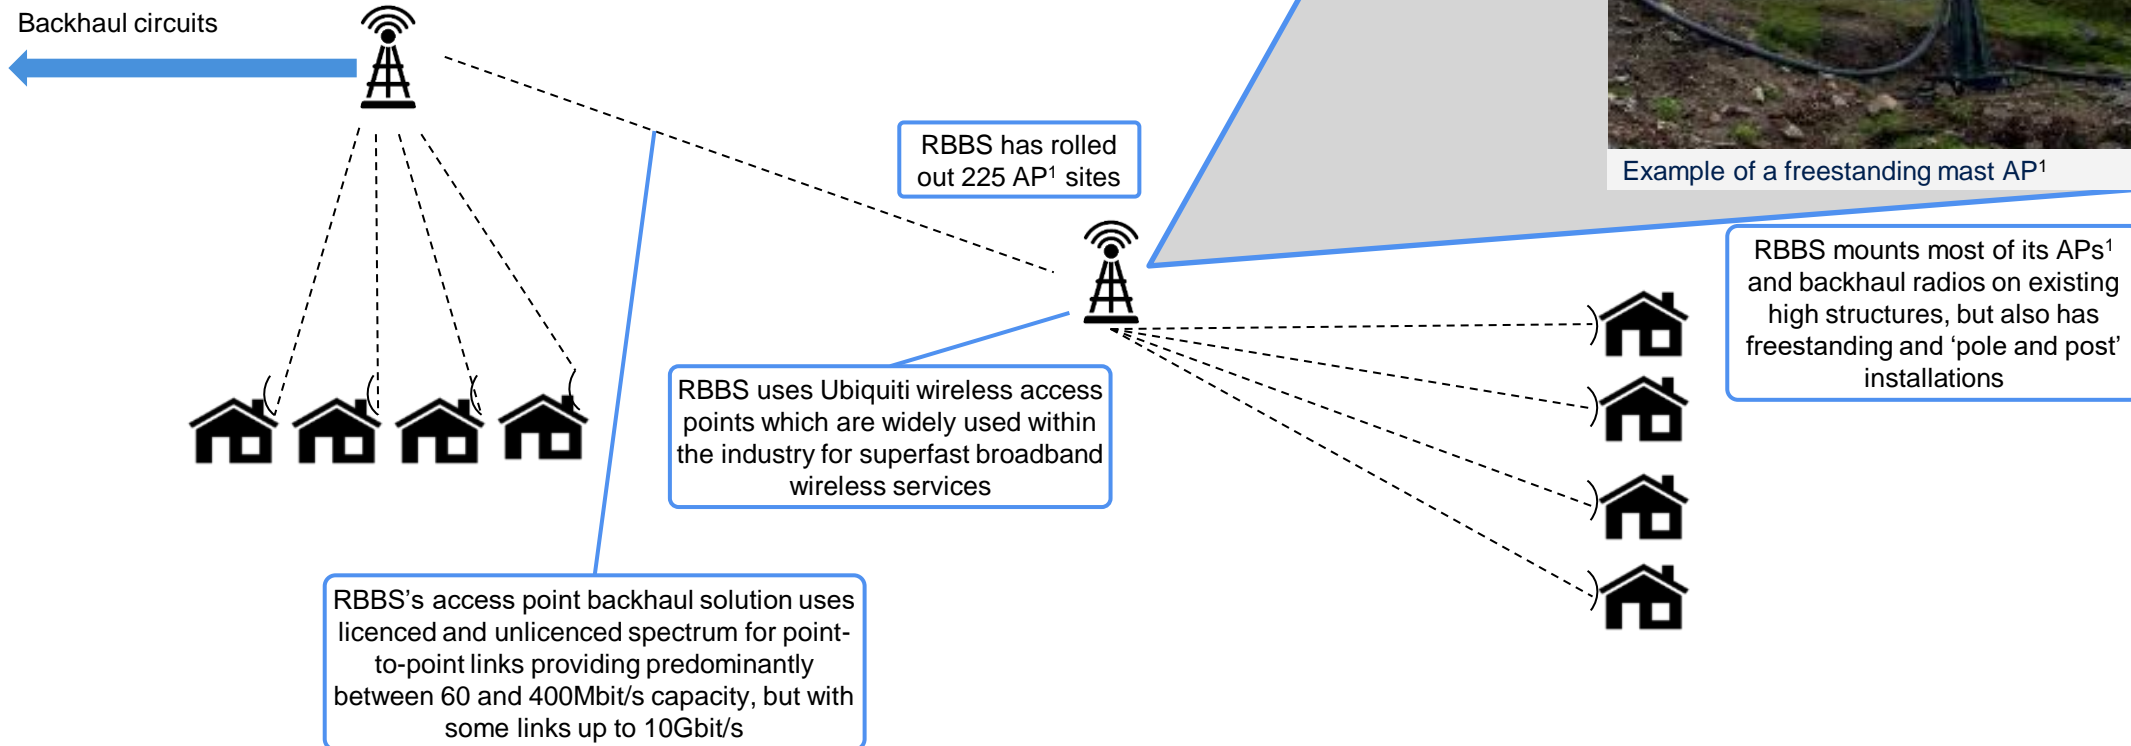 Backhaul circuits
RBBS has rolled
out 225 AP¹ sites
Example of a freestanding mast AP¹
RBBS mounts most of its APs¹
and backhaul radios on existing
high structures, but also has
freestanding and ‘pole and post’
installations
RBBS uses Ubiquiti wireless access
points which are widely used within
the industry for superfast broadband
wireless services
RBBS’s access point backhaul solution uses
licenced and unlicenced spectrum for point-
to-point links providing predominantly
between 60 and 400Mbit/s capacity, but with
some links up to 10Gbit/s